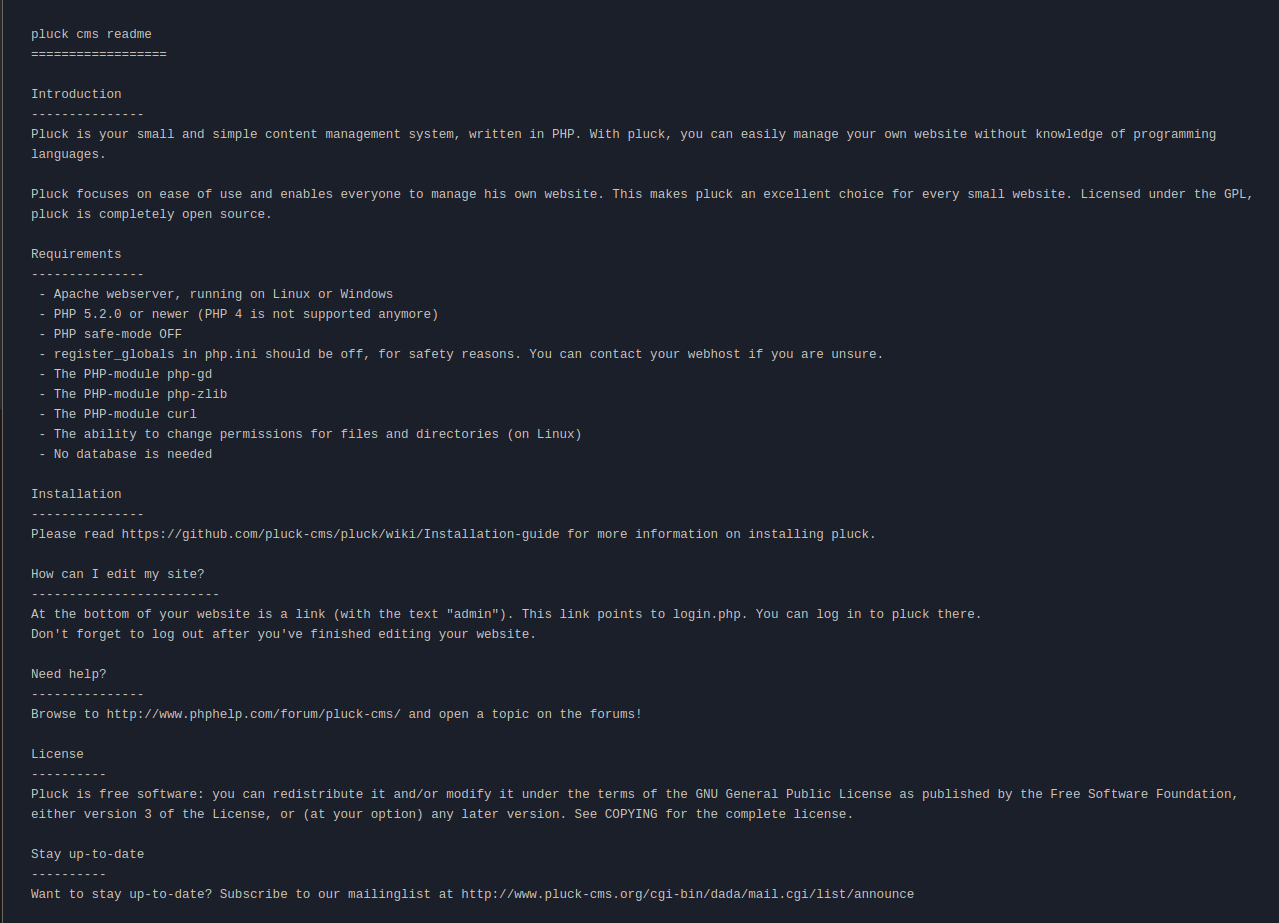 pluck cms readme
==================
Introduction
---------------
Pluck is your small and simple content management system, written in PHP. With pluck, you can easily manage your own website without knowledge of programming
languages.
Pluck focuses on ease of use and enables everyone to manage his own website. This makes pluck an excellent choice for every small website. Licensed under the GPL,
pluck is completely open source.
Requirements
---------------
- Apache webserver, running on Linux or Windows
- PHP 5.2.0 or newer (PHP 4 is not supported anymore)
- PHP safe-mode OFF
- register_globals in php.ini should be off, for safety reasons. You can contact your webhost if you are unsure.
- The PHP-module php-gd
- The PHP-module php-zlib
- The PHP-module curl
- The ability to change permissions for files and directories (on Linux)
- No database is needed
Installation
---------------
Please read https://github.com/pluck-cms/pluck/wiki/Installation-guide for more information on installing pluck.
How can I edit my site?
-------------------------
At the bottom of your website is a link (with the text "admin"). This link points to login.php. You can log in to pluck there.
Don't forget to log out after you've finished editing your website.
Need help?
---------------
Browse to http://www.phphelp.com/forum/pluck-cms/ and open a topic on the forums!
License
----------
Pluck is free software: you can redistribute it and/or modify it under the terms of the GNU General Public License as published by the Free Software Foundation,
either version 3 of the License, or (at your option) any later version. See COPYING for the complete license.
Stay up-to-date
----------
Want to stay up-to-date? Subscribe to our mailinglist at http://www.pluck-cms.org/cgi-bin/dada/mail.cgi/list/announce